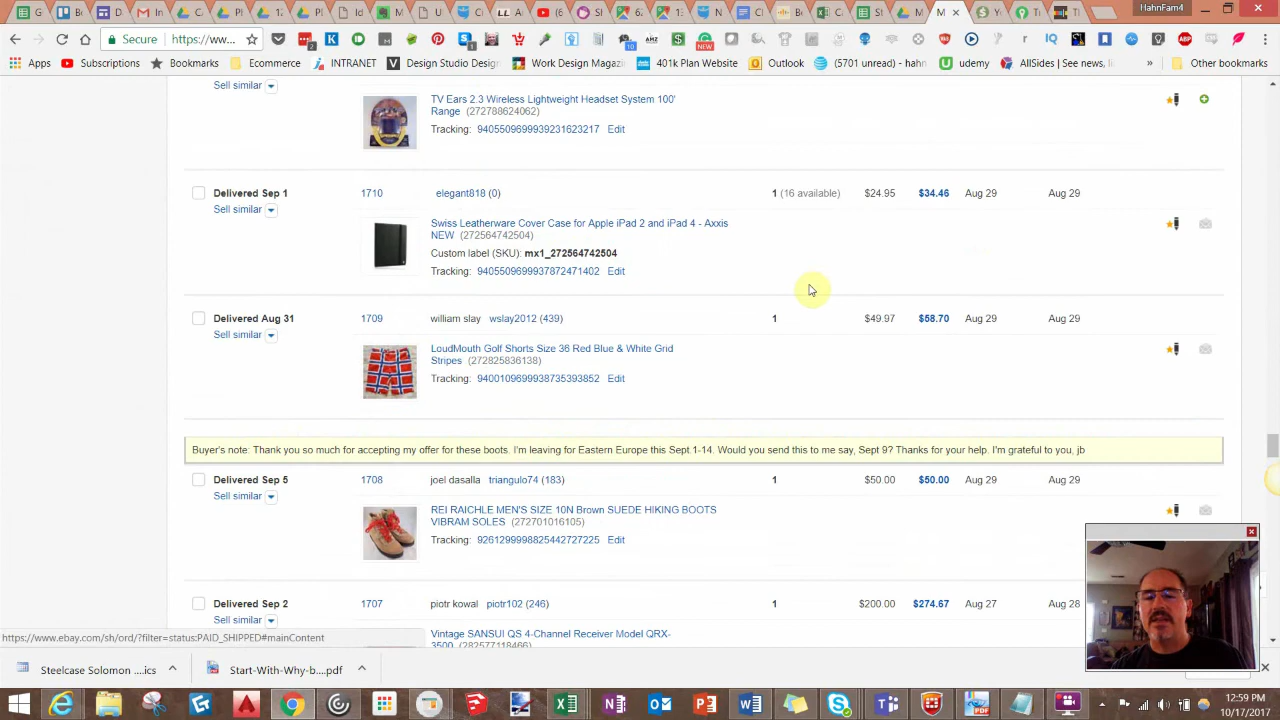 HahnFam4
Secure
https://www...
Apps
Subscriptions
Bookmarks
Ecommerce
INTRANET
Design Studio Desig
Work Design Magazi
401k Plan Website
Outlook
(5701 unread) - hahn
udemy
AllSides | See news,
»
Other bookmarks
Sell similar
TV Ears 2.3 Wireless Lightweight Headset System 100'
Range (272788624062)
Tracking: 9405509699939231623217 Edit
Delivered Sep 1 1710 elegant818 (0) 1 (16 available) $24.95 $34.46 Aug 29 Aug 29
Sell similar
Swiss Leatherware Cover Case for Apple iPad 2 and iPad 4 - Axxis
NEW (272564742504)
Custom label (SKU): mx1_272564742504
Tracking: 9405509699937872471402 Edit
Delivered Aug 31 1709 william slay wslay2012 (439) 1 $49.97 $58.70 Aug 29 Aug 29
Sell similar
LoudMouth Golf Shorts Size 36 Red Blue & White Grid
Stripes (272825836138)
Tracking: 9400109699938735393852 Edit
Buyer's note: Thank you so much for accepting my offer for these boots. I'm leaving for Eastern Europe this Sept.1-14. Would you send this to me say, Sept 9? Thanks for your help. I'm grateful to you, jb
Delivered Sep 5 1708 joel dasalla triangulo74 (183) 1 $50.00 $50.00 Aug 29 Aug 29
Sell similar
REI RAICHLE MEN'S SIZE 10N Brown SUEDE HIKING BOOTS
VIBRAM SOLES (272701016105)
Tracking: 9261299998825442727225 Edit
Delivered Sep 2 1707 piotr kowal piotr102 (246) 1 $200.00 $274.67 Aug 27 Aug 28
Sell similar
Vintage SANSUI QS 4-Channel Receiver Model QRX-
3500 (282577118466)
https://www.ebay.com/sh/ord/?filter=status:PAID_SHIPPED#mainContent
Steelcase Solomon ....ics
Start-With-Why-b....pdf
12:59 PM
10/17/2017